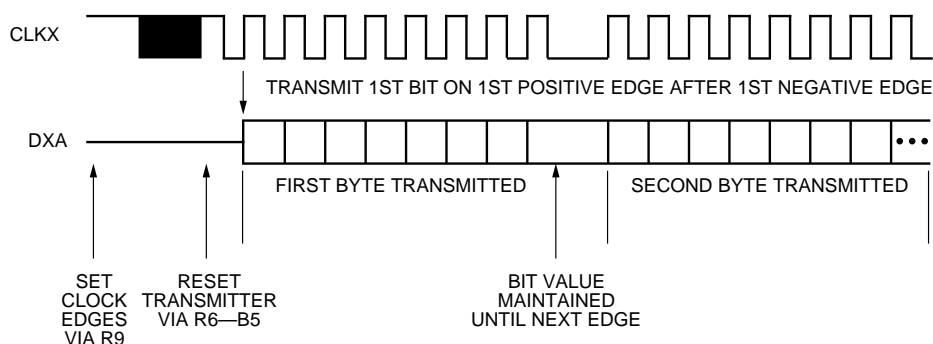 CLKX
TRANSMIT 1ST BIT ON 1ST POSITIVE EDGE AFTER 1ST NEGATIVE EDGE
DXA
FIRST BYTE TRANSMITTED
SECOND BYTE TRANSMITTED
SET
CLOCK
EDGES
VIA R9
RESET
TRANSMITTER
VIA R6—B5
BIT VALUE
MAINTAINED
UNTIL NEXT EDGE